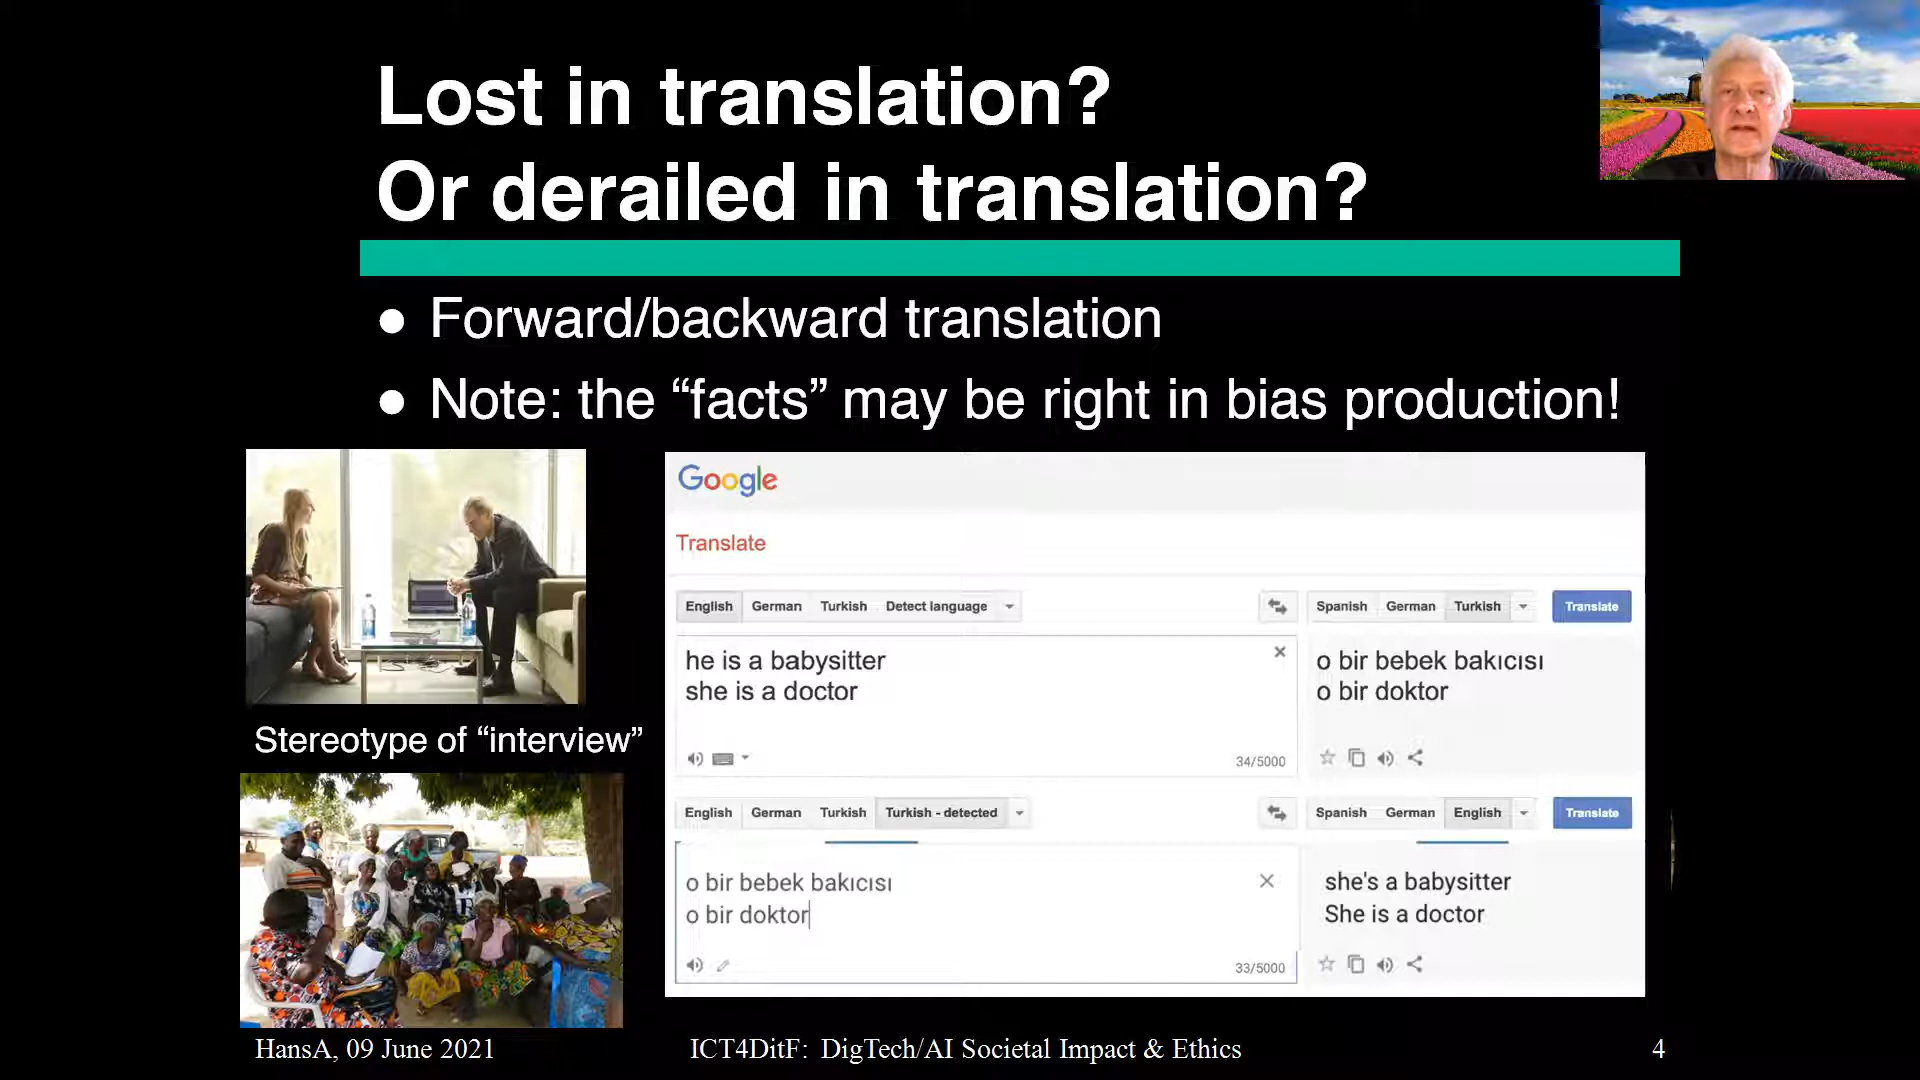 Lost in translation?
Or derailed in translation?
● Forward/backward translation
● Note: the “facts” may be right in bias production!
Stereotype of “interview”
Google
Translate
English German Turkish Detect language
Spanish German Turkish Translate
he is a babysitter
she is a doctor
34/5000
o bir bebek bakıcısı
o bir doktor
English German Turkish Turkish - detected
Spanish German English Translate
o bir bebek bakıcısı
o bir doktor
33/5000
she's a babysitter
She is a doctor
HansA, 09 June 2021
ICT4DitF: DigTech/AI Societal Impact & Ethics
4